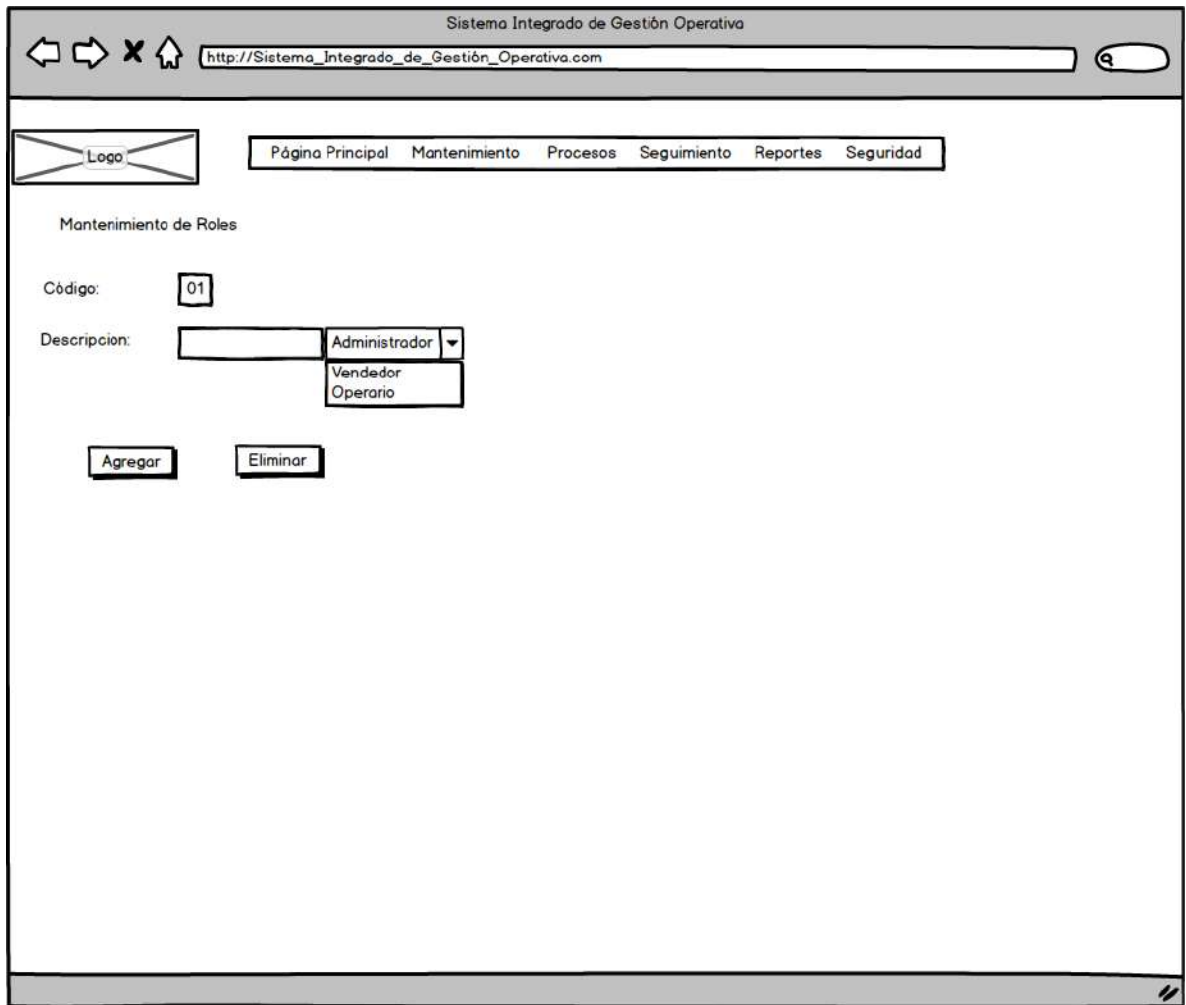 Sistema Integrado de Gestión Operativa
http://Sistema_Integrado_de_Gestión_Operativa.com
Logo
Página Principal Mantenimiento Procesos Seguimiento Reportes Seguridad
Mantenimiento de Roles
Código: 01
Descripcion: Administrador
Vendedor
Operario
Agregar Eliminar